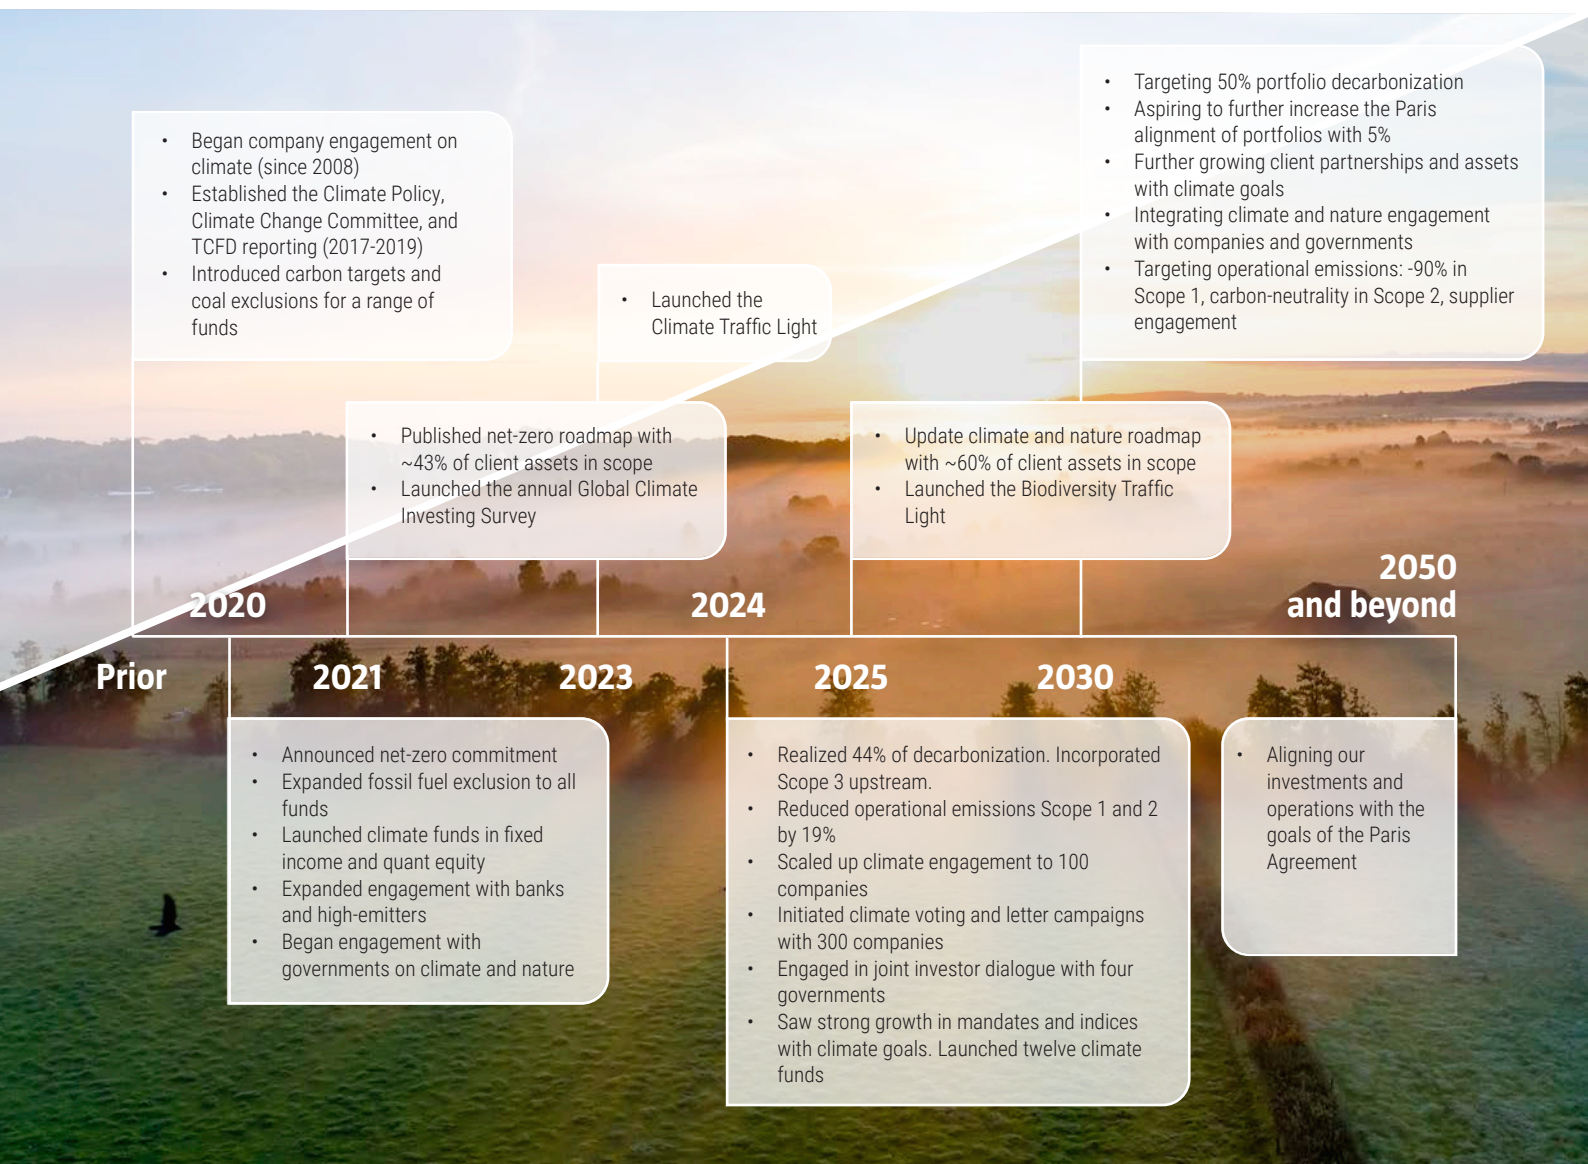 • Began company engagement on
climate (since 2008)
• Established the Climate Policy,
Climate Change Committee, and
TCFD reporting (2017-2019)
• Introduced carbon targets and
coal exclusions for a range of
funds
• Published net-zero roadmap with
~43% of client assets in scope
• Launched the annual Global Climate
Investing Survey
• Launched the
Climate Traffic Light
• Update climate and nature roadmap
with ~60% of client assets in scope
• Launched the Biodiversity Traffic
Light
• Targeting 50% portfolio decarbonization
• Aspiring to further increase the Paris
alignment of portfolios with 5%
• Further growing client partnerships and assets
with climate goals
• Integrating climate and nature engagement
with companies and governments
• Targeting operational emissions: -90% in
Scope 1, carbon-neutrality in Scope 2, supplier
engagement
Prior
2020
2021
2023
2024
2025
2030
2050
and beyond
• Announced net-zero commitment
• Expanded fossil fuel exclusion to all
funds
• Launched climate funds in fixed
income and quant equity
• Expanded engagement with banks
and high-emitters
• Began engagement with
governments on climate and nature
• Realized 44% of decarbonization. Incorporated
Scope 3 upstream.
• Reduced operational emissions Scope 1 and 2
by 19%
• Scaled up climate engagement to 100
companies
• Initiated climate voting and letter campaigns
with 300 companies
• Engaged in joint investor dialogue with four
governments
• Saw strong growth in mandates and indices
with climate goals. Launched twelve climate
funds
• Aligning our
investments and
operations with the
goals of the Paris
Agreement